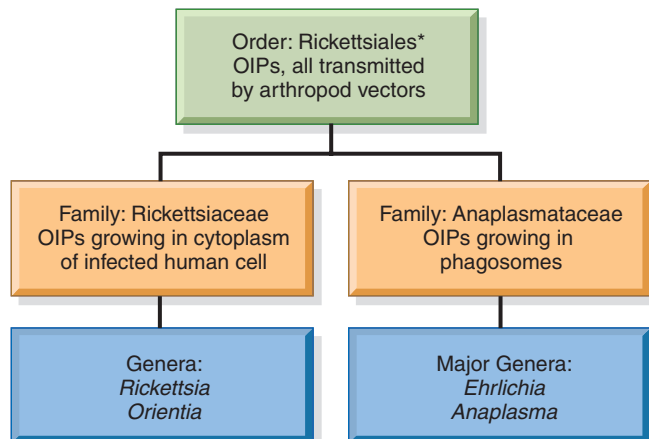 Order: Rickettsiales*
OIPs, all transmitted
by arthropod vectors
Family: Rickettsiaceae
OIPs growing in cytoplasm
of infected human cell
Family: Anaplasmataceae
OIPs growing in
phagosomes
Genera:
Rickettsia
Orientia
Major Genera:
Ehrlichia
Anaplasma